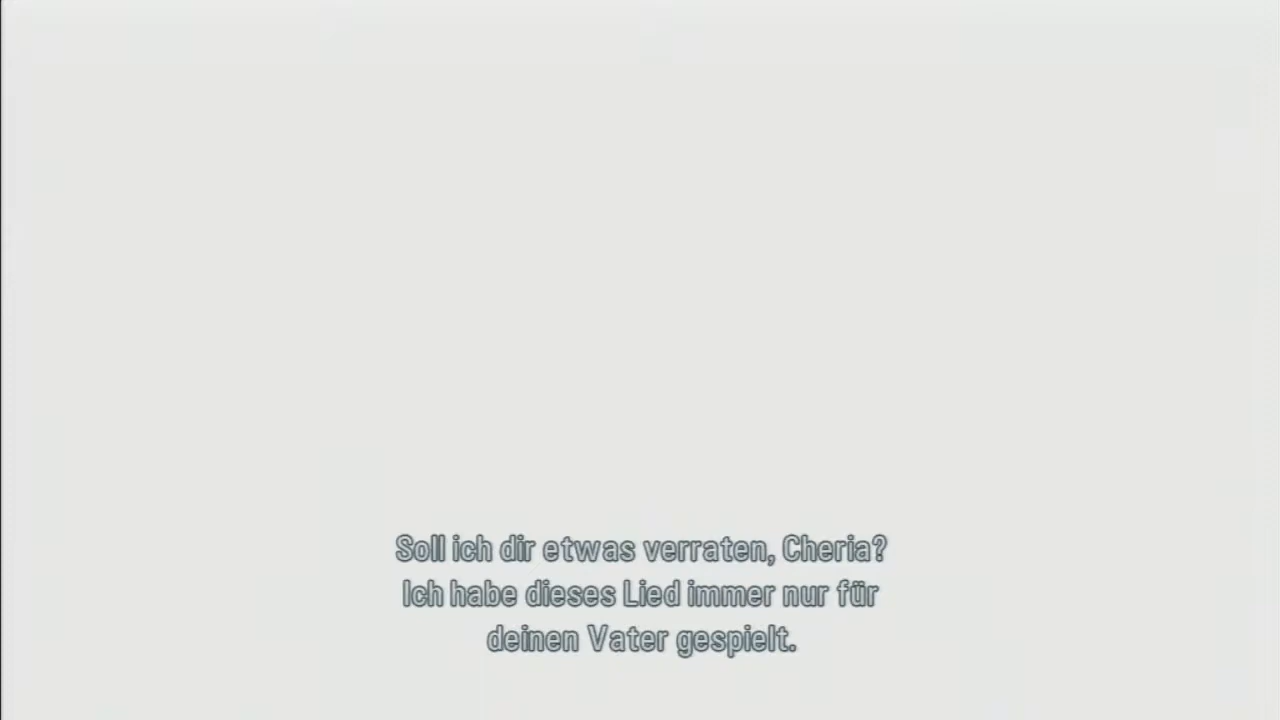 Soll ich dir etwas verraten, Cheria?
Ich habe dieses Lied immer nur für
deinen Vater gespielt.